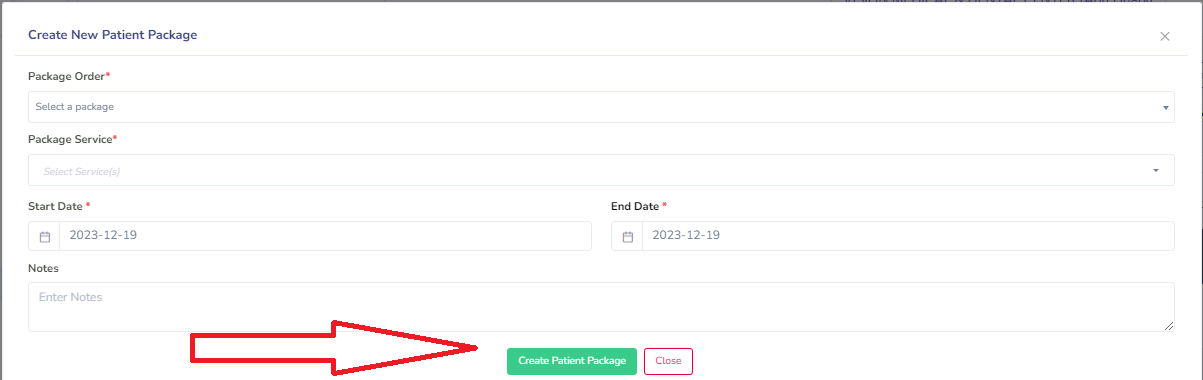 Create New Patient Package
Package Order*
Select a package
Package Service*
Select Service(s)
Start Date * End Date *
2023-12-19 2023-12-19
Notes
Enter Notes
Create Patient Package Close